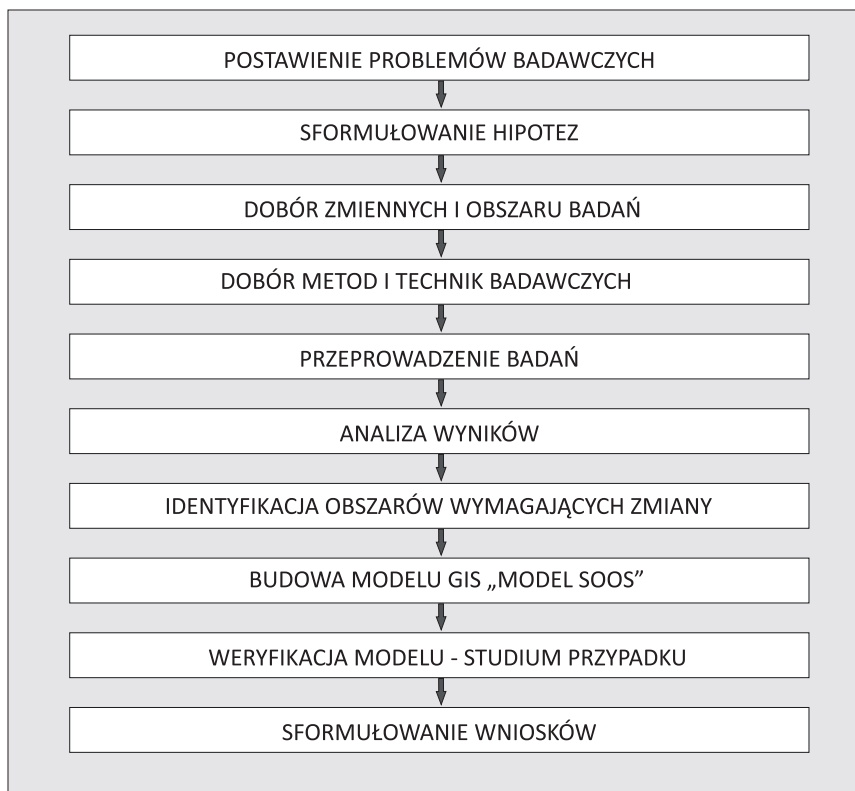 POSTAWIENIE PROBLEMÓW BADAWCZYCH
SFORMUŁOWANIE HIPOTEZ
DOBÓR ZMIENNYCH I OBSZARU BADAŃ
DOBÓR METOD I TECHNIK BADAWCZYCH
PRZEPROWADZENIE BADAŃ
ANALIZA WYNIKÓW
IDENTYFIKACJA OBSZARÓW WYMAGAJĄCYCH ZMIANY
BUDOWA MODELU GIS „MODEL SOOS”
WERYFIKACJA MODELU - STUDIUM PRZYPADKU
SFORMUŁOWANIE WNIOSKÓW